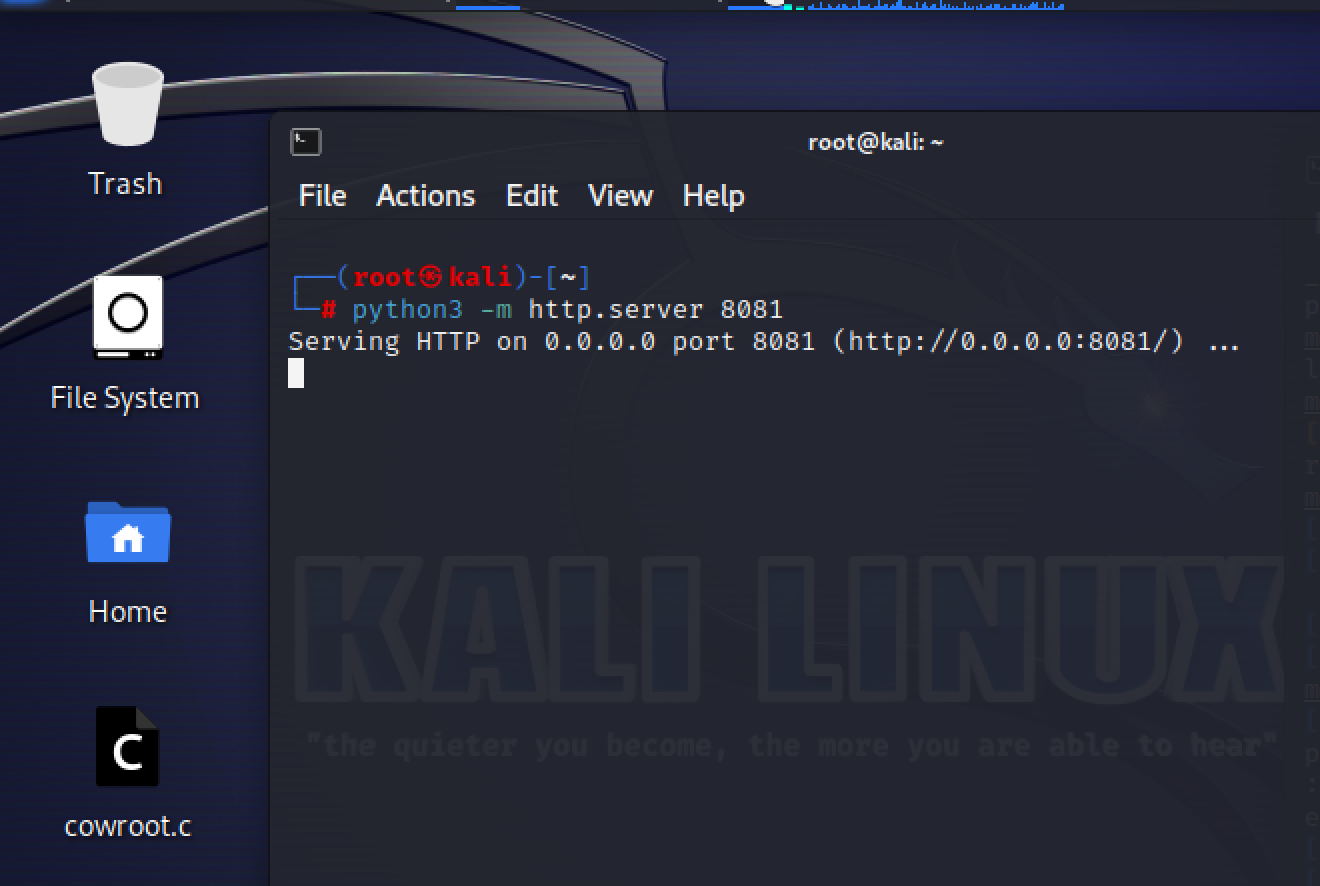 Trash
File System
Home
cowroot.c
root@kali: ~
File Actions Edit View Help
┌──(root㉿kali)-[~]
└─# python3 -m http.server 8081
Serving HTTP on 0.0.0.0 port 8081 (http://0.0.0.0:8081/) ...
KALI LINUX
"the quieter you become, the more you are able to hear"